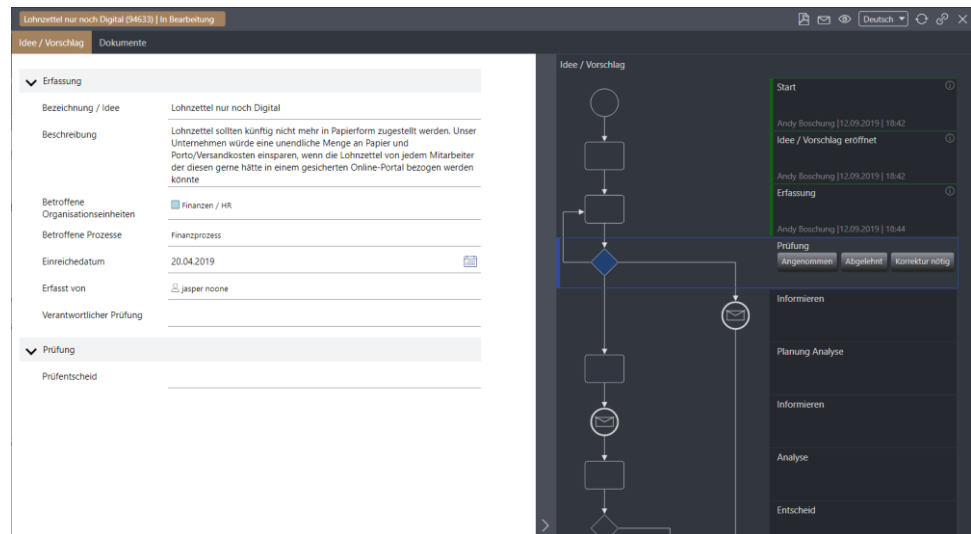 Lohnzettel nur noch Digital (94633) | In Bearbeitung
Deutsch
Idee / Vorschlag
Dokumente
Erfassung
Bezeichnung / Idee
Lohnzettel nur noch Digital
Beschreibung
Lohnzettel sollten künftig nicht mehr in Papierform zugestellt werden. Unser
Unternehmen würde eine unendliche Menge an Papier und
Porto/Versandkosten einsparen, wenn die Lohnzettel von jedem Mitarbeiter
der diesen gerne hätte in einem gesicherten Online-Portal bezogen werden
könnte
Betroffene
Organisationseinheiten
Finanzen / HR
Betroffene Prozesse
Finanzprozess
Einreichedatum
20.04.2019
Erfasst von
jasper noone
Verantwortlicher Prüfung
Prüfung
Prüfentscheid
Idee / Vorschlag
Start
Andy Boschung |12.09.2019 | 18:42
Idee / Vorschlag eröffnet
Andy Boschung |12.09.2019 | 18:42
Erfassung
Andy Boschung |12.09.2019 | 18:44
Prüfung
Angenommen
Abgelehnt
Korrektur nötig
Informieren
Planung Analyse
Informieren
Analyse
Entscheid